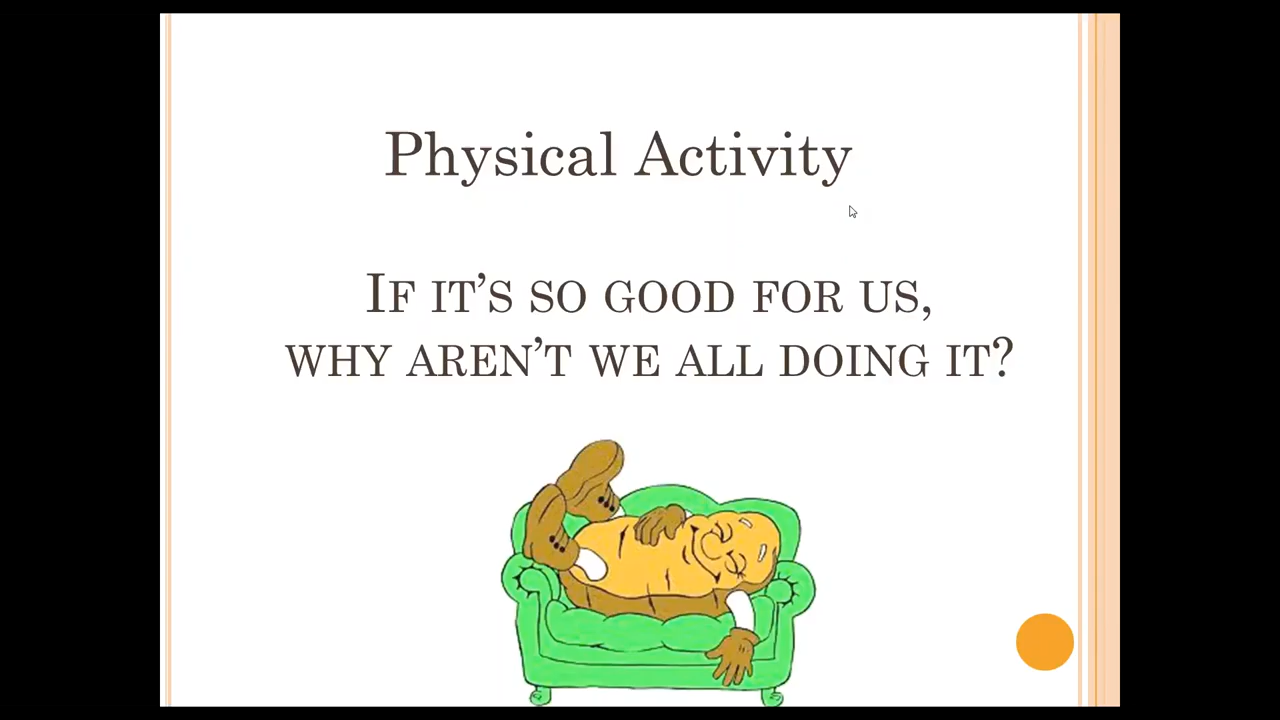 Physical Activity
If it's so good for us,
why aren't we all doing it?